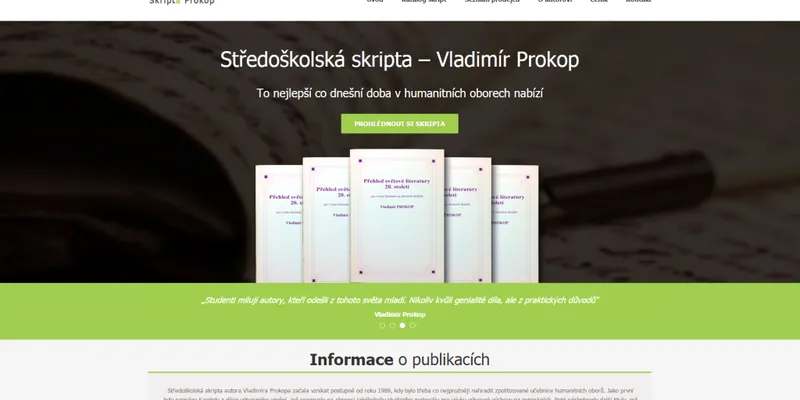 Skripta Prokop
Úvod Katalog skript Seznam prodejců O autorovi Ceník Kontakt
Středoškolská skripta – Vladimír Prokop
To nejlepší co dnešní doba v humanitních oborech nabízí
PROHLÉDNOUT SI SKRIPTA
Přehled světové literatury
20. století
Vladimír PROKOP
„Studenti milují autory, kteří odešli z tohoto světa mladí. Nikoliv kvůli genialitě díla, ale z praktických důvodů"
Vladimír Prokop
Informace o publikacích
Středoškolská skripta autora Vladimíra Prokopa začala vznikat postupně od roku 1989, kdy bylo třeba co nejpružněji nahradit zpolitizované učebnice humanitních oborů. Jako první